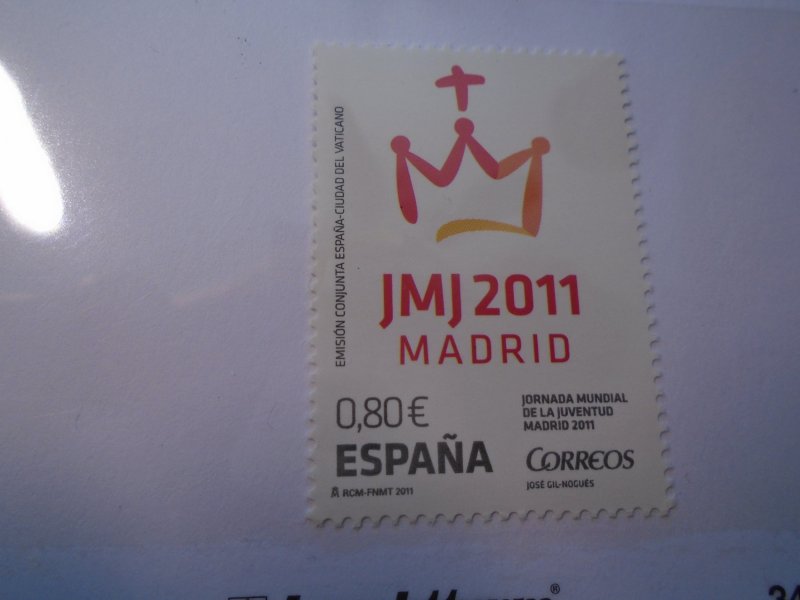 EMISIÓN CONJUNTA ESPAÑA-CIUDAD DEL VATICANO
JMJ 2011
MADRID
0,80€
ESPAÑA
RCM-FNMT 2011
JORNADA MUNDIAL
DE LA JUVENTUD
MADRID 2011
CORREOS
JOSÉ GIL-NOGUÉS